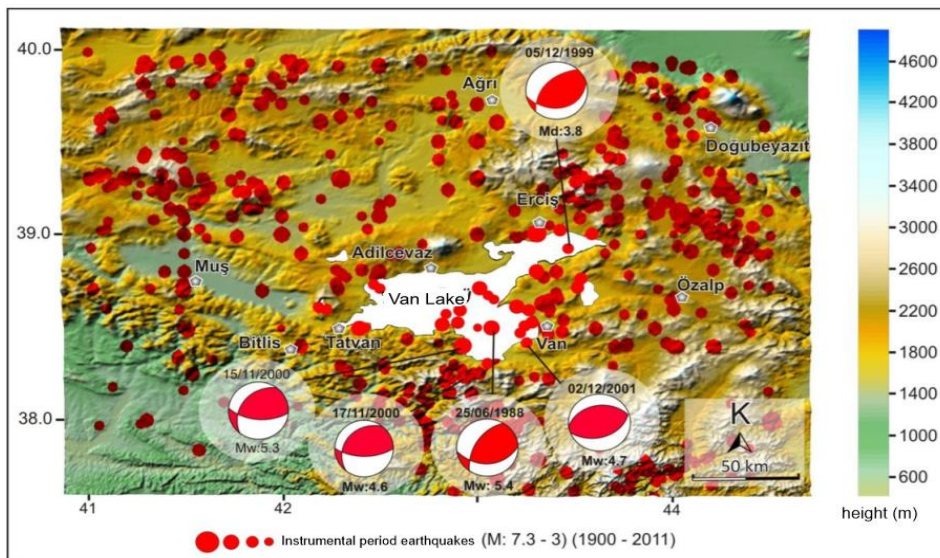 40.0
39.0
38.0
41
42
44
05/12/1999
Md:3.8
Ağrı
Doğubeyazıt
Erciş
Adilcevaz
Muş
Van Lake
Özalp
Bitlis
Tatvan
Van
15/11/2000
Mw:5.3
17/11/2000
Mw:4.6
25/06/1988
Mw: 5.4
02/12/2001
Mw:4.7
K
50 km
4600
4200
3800
3400
3000
2600
2200
1800
1400
1000
600
height (m)
Instrumental period earthquakes (M: 7.3 - 3) (1900 - 2011)